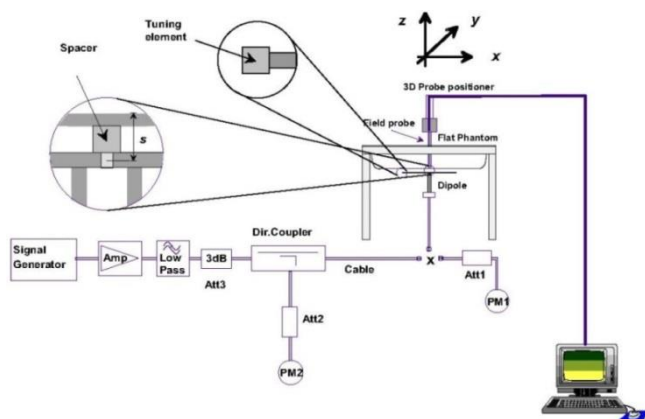 Tuning
element
Spacer
s
z
y
x
3D Probe positioner
Field probe
Flat Phantom
Dipole
Signal
Generator
Amp
Low
Pass
3dB
Att3
Dir.Coupler
Cable
x
Att1
PM1
Att2
PM2